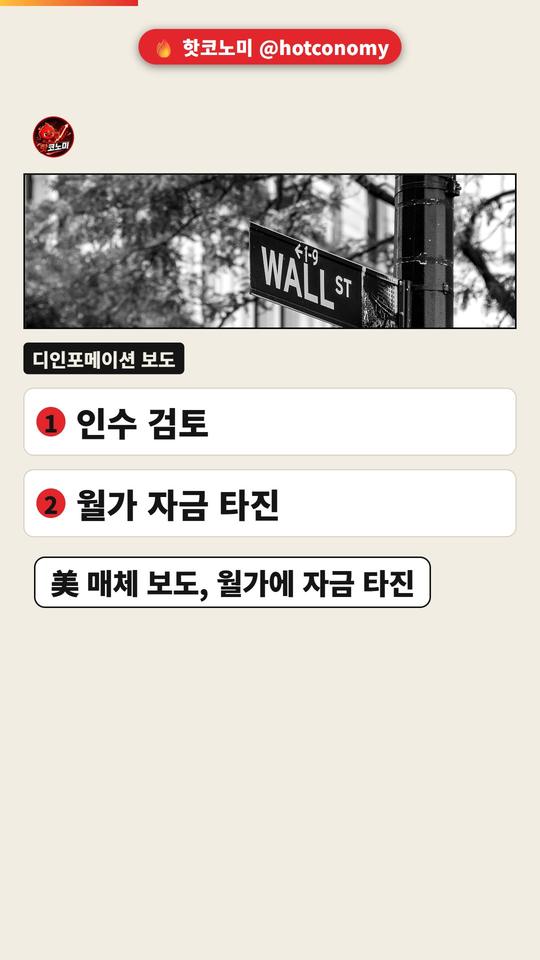 🔥 핫코노미 @hotconomy
핫코노미
←1-9
WALL ST
디인포메이션 보도
1 인수 검토
2 월가 자금 타진
美 매체 보도, 월가에 자금 타진